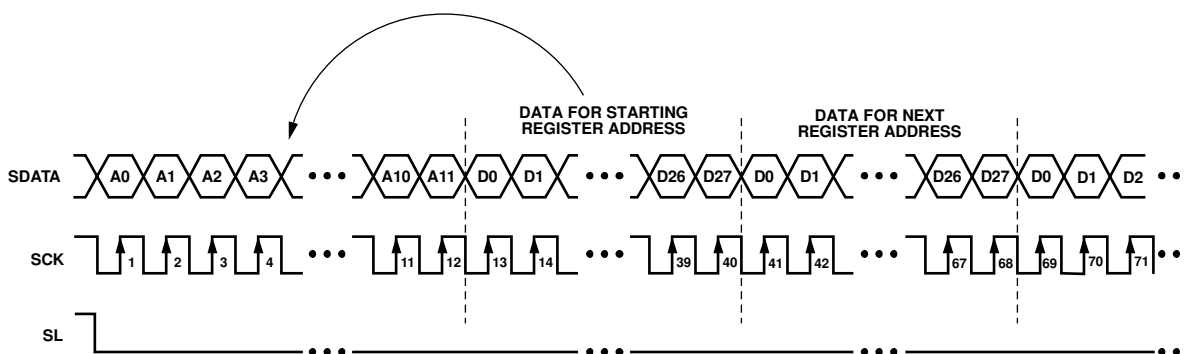 DATA FOR STARTING
REGISTER ADDRESS
DATA FOR NEXT
REGISTER ADDRESS
SDATA A0 A1 A2 A3 ••• A10 A11 D0 D1 ••• D26 D27 D0 D1 ••• D26 D27 D0 D1 D2 ••
SCK 1 2 3 4 ••• 11 12 13 14 ••• 39 40 41 42 ••• 67 68 69 70 71 ••
SL ••• ••• ••• ••